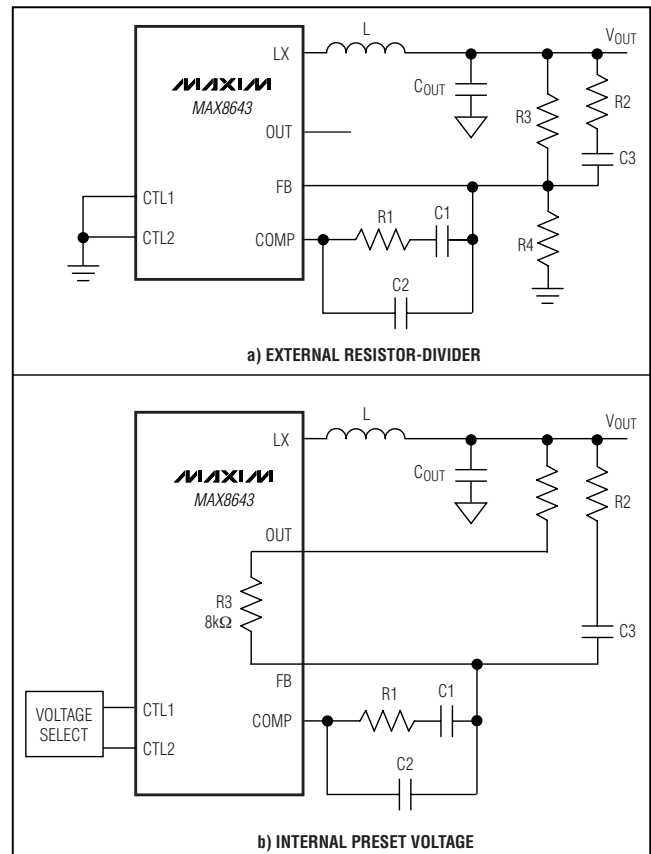 LX
L
VOUT
MAXIM
MAX8643
COUT
R3
R2
OUT
C3
FB
CTL1
CTL2
COMP
R1
C1
R4
C2
a) EXTERNAL RESISTOR-DIVIDER
LX
L
VOUT
MAXIM
MAX8643
COUT
R2
OUT
R3
8kΩ
C3
FB
VOLTAGE
SELECT
CTL1
CTL2
COMP
R1
C1
C2
b) INTERNAL PRESET VOLTAGE